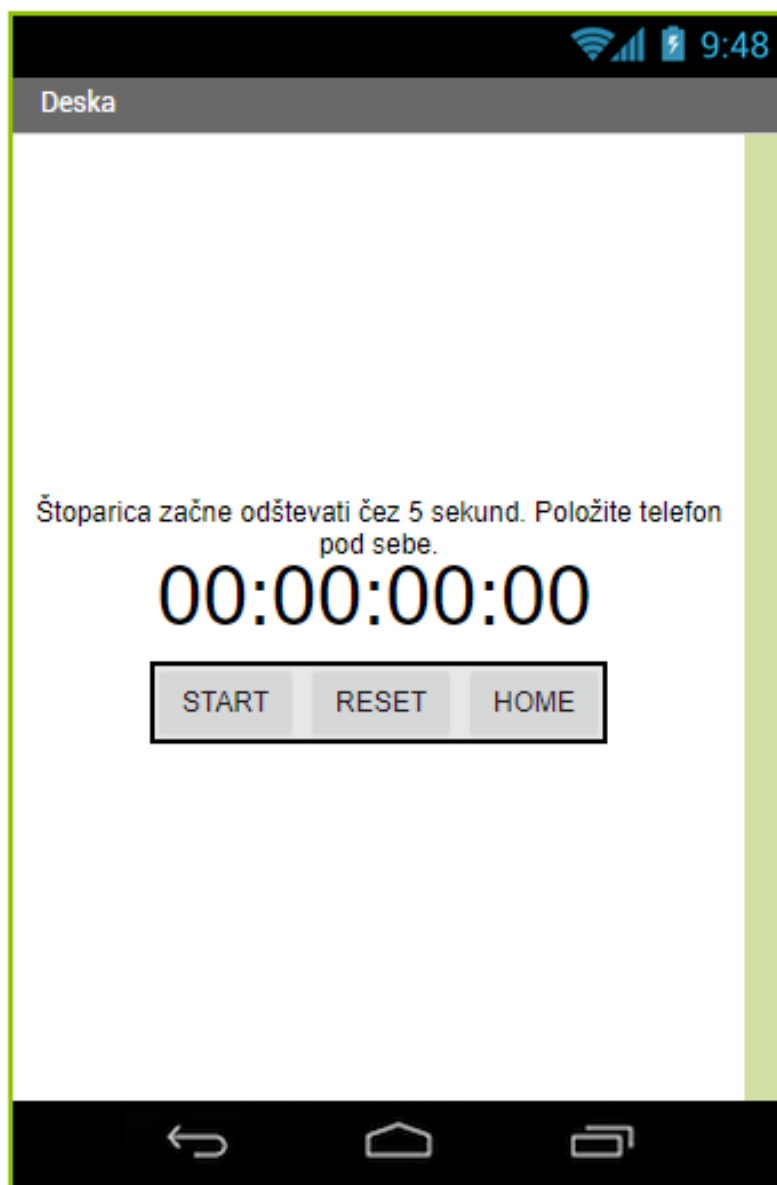 9:48
Deska
Štoparica začne odštevati čez 5 sekund. Položite telefon
pod sebe.
00:00:00:00
START RESET HOME